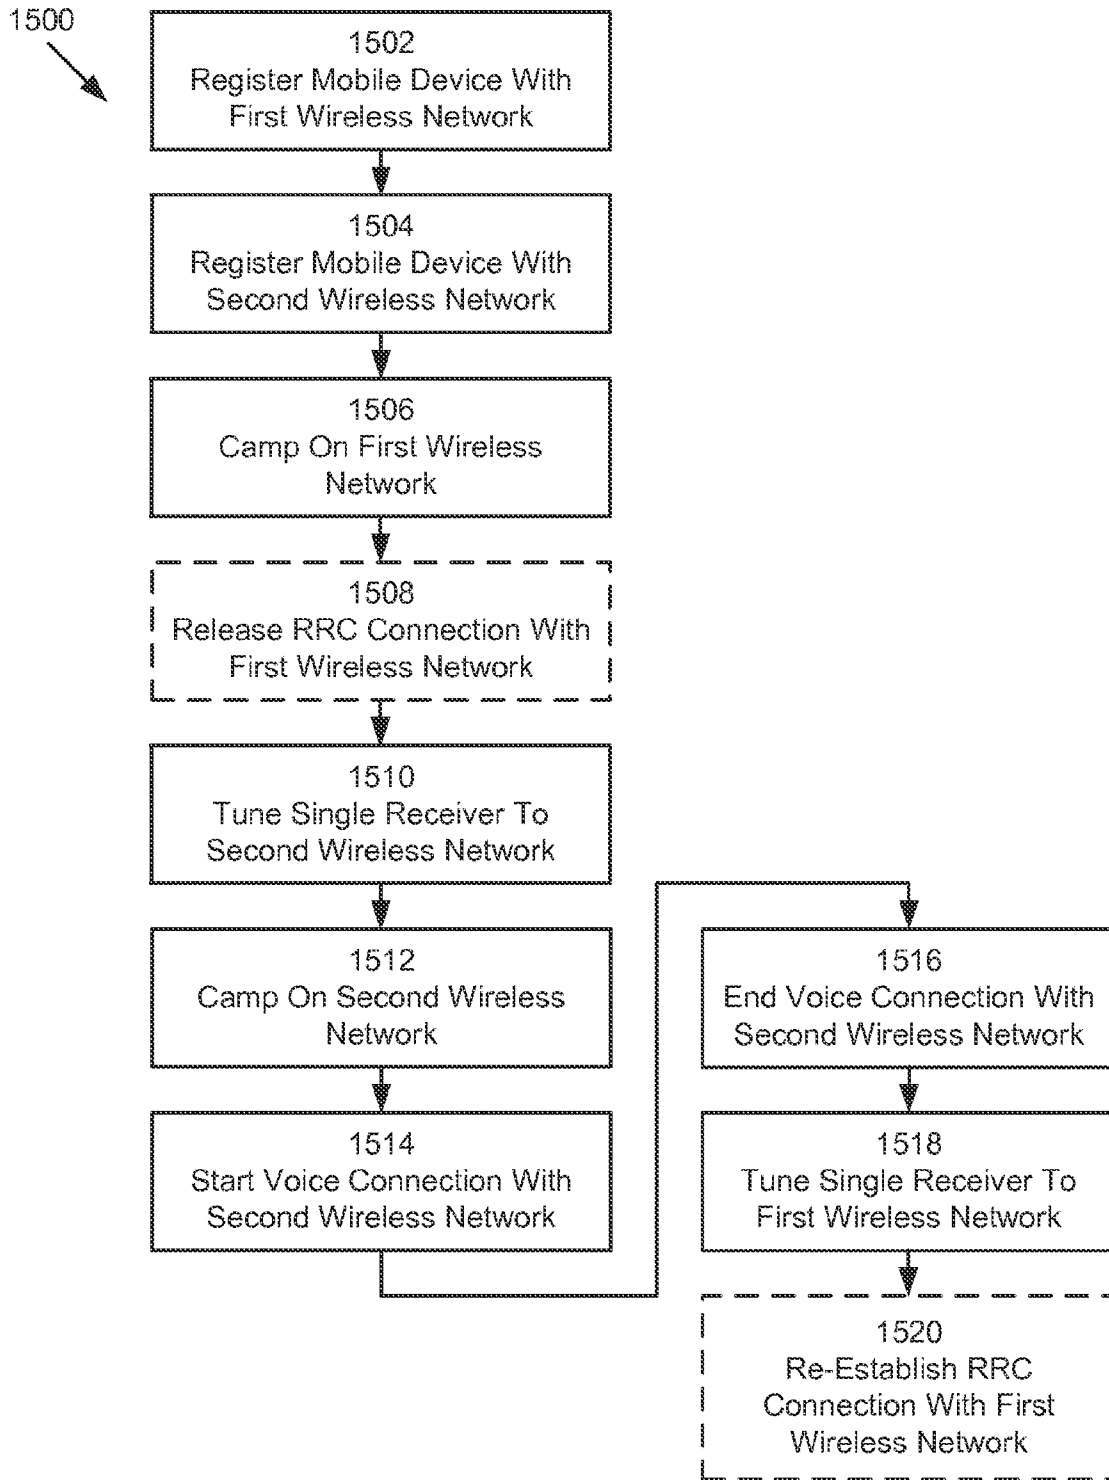 1500
1502
Register Mobile Device With
First Wireless Network
1504
Register Mobile Device With
Second Wireless Network
1506
Camp On First Wireless
Network
1508
Release RRC Connection With
First Wireless Network
1510
Tune Single Receiver To
Second Wireless Network
1512
Camp On Second Wireless
Network
1514
Start Voice Connection With
Second Wireless Network
1516
End Voice Connection With
Second Wireless Network
1518
Tune Single Receiver To
First Wireless Network
1520
Re-Establish RRC
Connection With First
Wireless Network